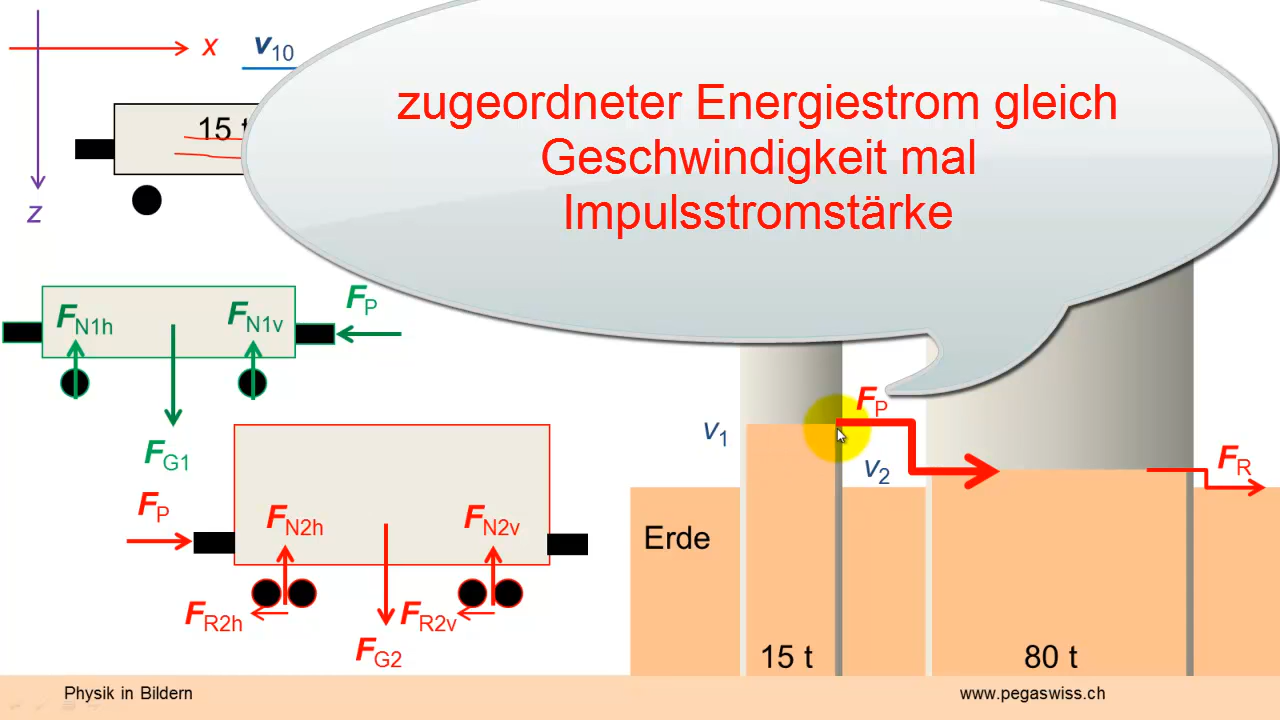 x
v10
zugeordneter Energiestrom gleich
Geschwindigkeit mal
Impulsstromstärke
15 t
z
FN1h
FN1v
FP
FG1
FP
v1
v2
FR
FP
FN2h
FN2v
Erde
FR2h
FR2v
FG2
15 t
80 t
Physik in Bildern
www.pegaswiss.ch